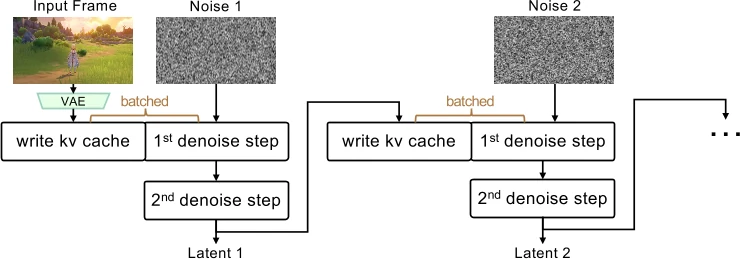 Input Frame
Noise 1
Noise 2
VAE
batched
batched
write kv cache
1st denoise step
write kv cache
1st denoise step
...
2nd denoise step
2nd denoise step
Latent 1
Latent 2